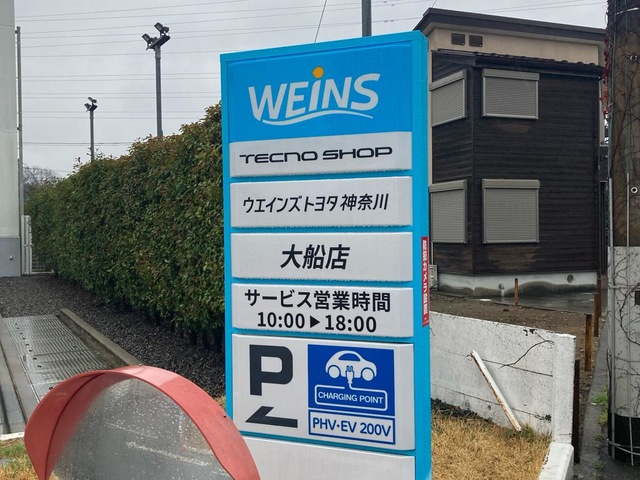 WEiNS
TECNO SHOP
ウエインズトヨタ神奈川
大船店
サービス営業時間
10:00▶18:00
P
CHARGING POINT
PHV・EV 200V